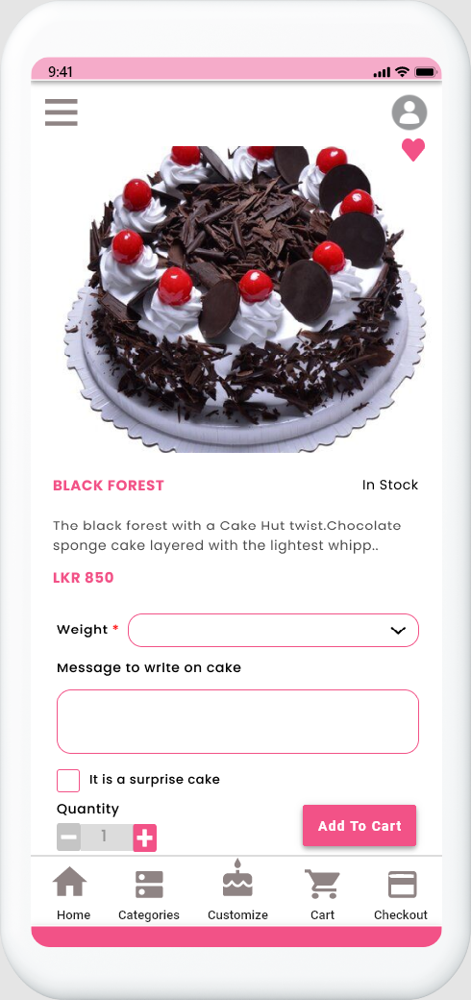 9:41
BLACK FOREST
In Stock
The black forest with a Cake Hut twist.Chocolate
sponge cake layered with the lightest whipp..
LKR 850
Weight *
Message to write on cake
It is a surprise cake
Quantity
1
Add To Cart
Home Categories Customize Cart Checkout